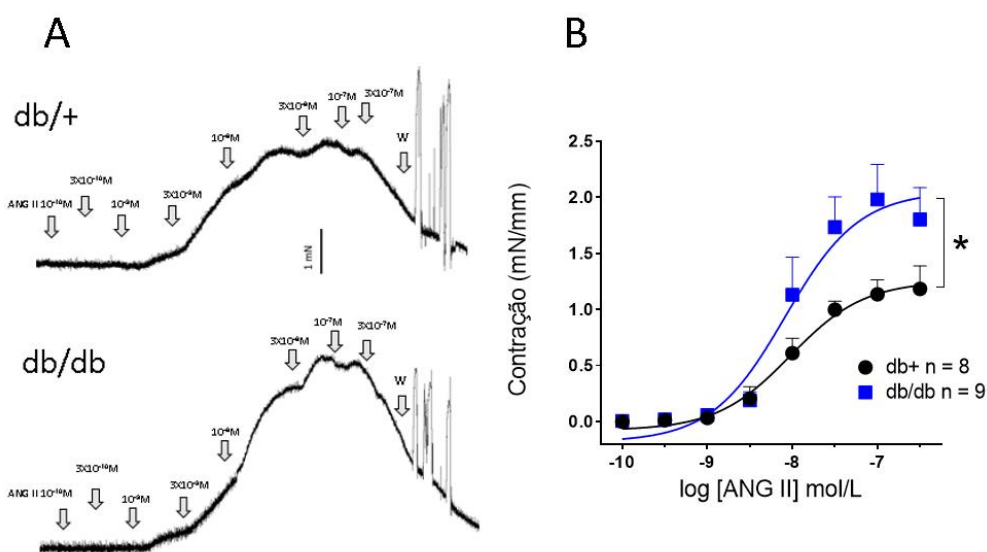 A
B
db/+
ANG II 10⁻¹⁰M
3X10⁻¹⁰M
10⁻⁹M
3X10⁻⁹M
10⁻⁸M
3X10⁻⁸M
10⁻⁷M
3X10⁻⁷M
W
1 mN
db/db
ANG II 10⁻¹⁰M
3X10⁻¹⁰M
10⁻⁹M
3X10⁻⁹M
10⁻⁸M
3X10⁻⁸M
10⁻⁷M
3X10⁻⁷M
W
Contração (mN/mm)
2.5
2.0
1.5
1.0
0.5
0.0
*
db+ n = 8
db/db n = 9
-10
-9
-8
-7
log [ANG II] mol/L